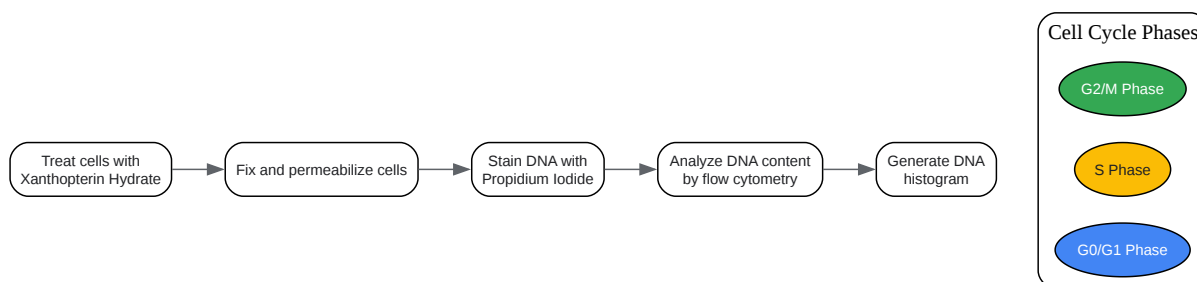 Treat cells with
Xanthopterin Hydrate
Fix and permeabilize cells
Stain DNA with
Propidium Iodide
Analyze DNA content
by flow cytometry
Generate DNA
histogram
Cell Cycle Phases
G2/M Phase
S Phase
G0/G1 Phase